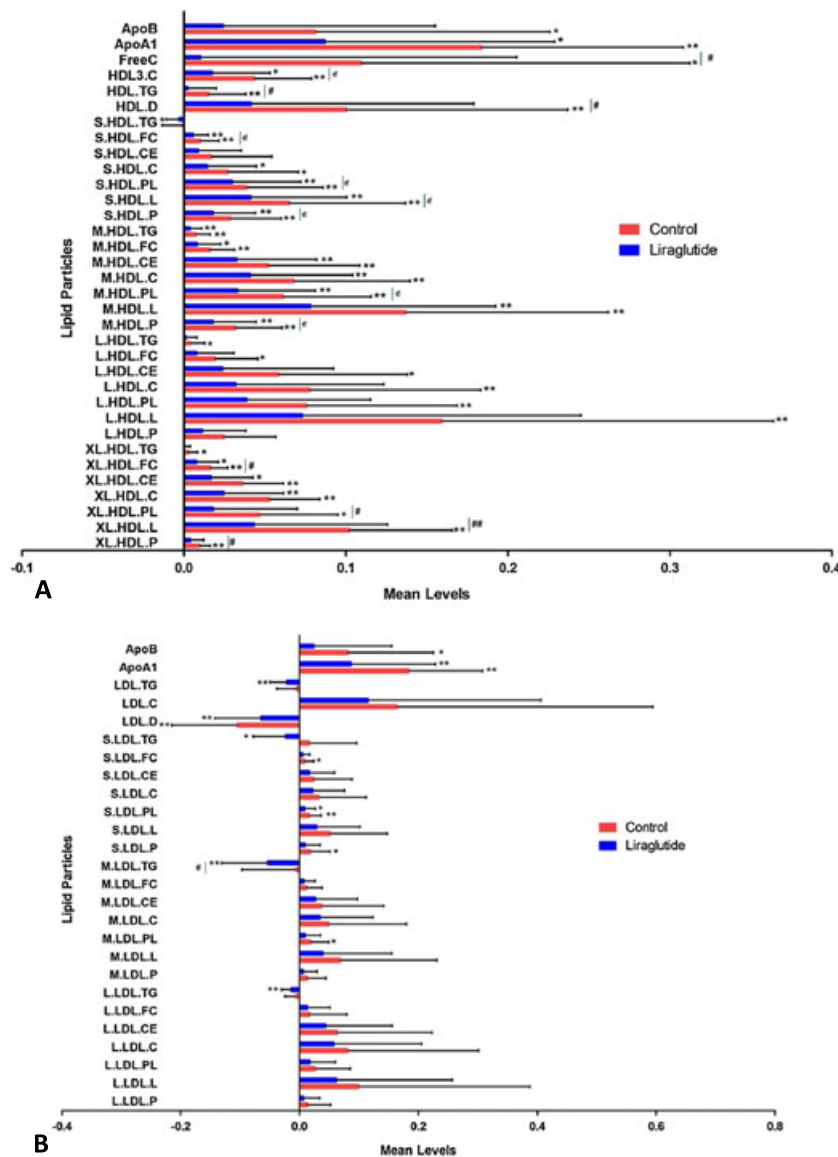 ApoB *
ApoA1 * **
FreeC * #
HDL3.C * ** ¢
HDL.TG ** #
HDL.D ** #
S.HDL.TG
S.HDL.FC ** ** ¢
S.HDL.CE
S.HDL.C * *
S.HDL.PL ** ** ¢
S.HDL.L ** ** ¢
S.HDL.P ** ** ¢
M.HDL.TG ** **
M.HDL.FC * **
M.HDL.CE ** **
M.HDL.C ** **
M.HDL.PL ** ** ¢
M.HDL.L ** **
M.HDL.P ** ** ¢
L.HDL.TG *
L.HDL.FC *
L.HDL.CE *
L.HDL.C **
L.HDL.PL **
L.HDL.L **
L.HDL.P
XL.HDL.TG *
XL.HDL.FC * ** #
XL.HDL.CE * **
XL.HDL.C ** **
XL.HDL.PL * #
XL.HDL.L ** ##
XL.HDL.P ** #
Lipid Particles
Control
Liraglutide
-0.1 0.0 0.1 0.2 0.3 0.4
Mean Levels
A
ApoB *
ApoA1 ** **
LDL.TG **
LDL.C
LDL.D ** **
S.LDL.TG *
S.LDL.FC *
S.LDL.CE
S.LDL.C
S.LDL.PL * **
S.LDL.L
S.LDL.P *
M.LDL.TG ** #
M.LDL.FC
M.LDL.CE
M.LDL.C
M.LDL.PL *
M.LDL.L
M.LDL.P
L.LDL.TG **
L.LDL.FC
L.LDL.CE
L.LDL.C
L.LDL.PL
L.LDL.L
L.LDL.P
Lipid Particles
Control
Liraglutide
-0.4 -0.2 0.0 0.2 0.4 0.6 0.8
Mean Levels
B